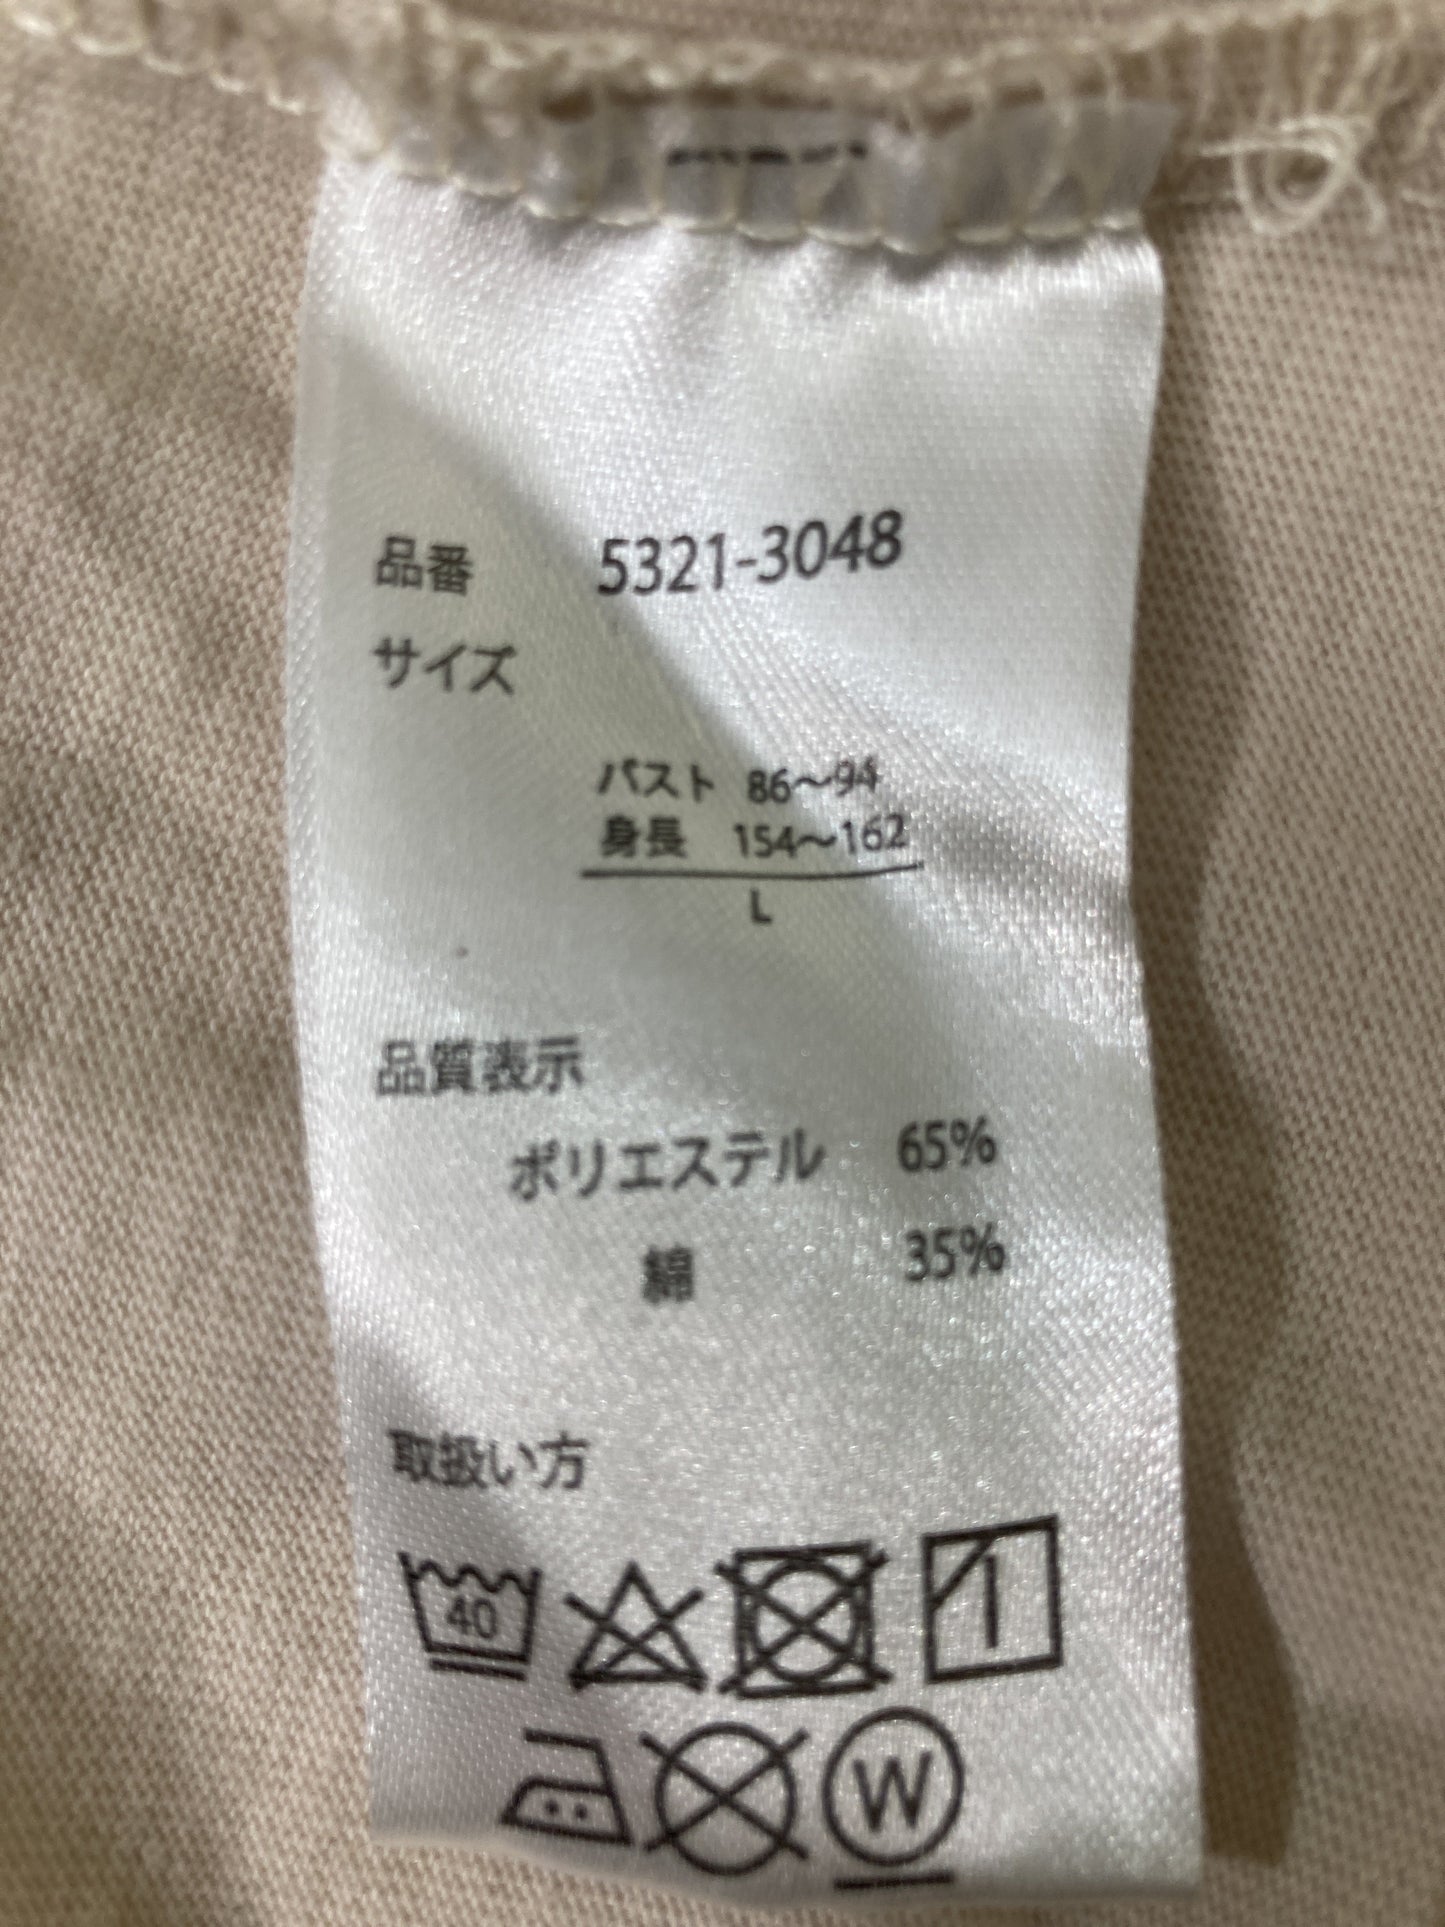 品番 5321-3048
サイズ
バスト 86～94
身長 154～162
L
品質表示
ポリエステル 65%
綿 35%
取扱い方
40
W